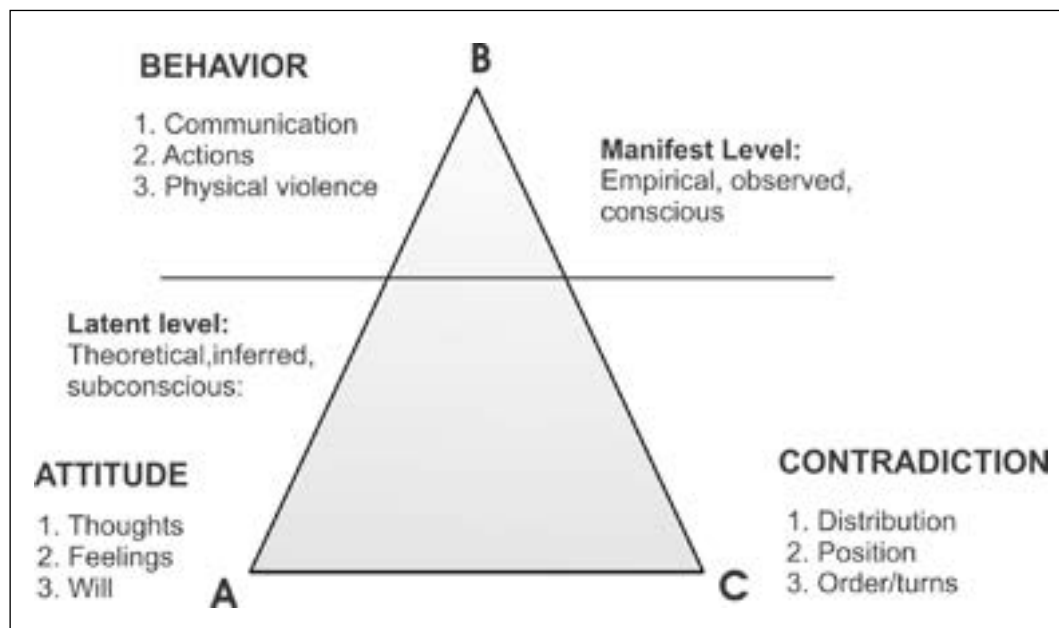 B
BEHAVIOR
1. Communication
2. Actions
3. Physical violence
Manifest Level:
Empirical, observed,
conscious
Latent level:
Theoretical,inferred,
subconscious:
ATTITUDE
1. Thoughts
2. Feelings
3. Will
A
CONTRADICTION
1. Distribution
2. Position
3. Order/turns
C